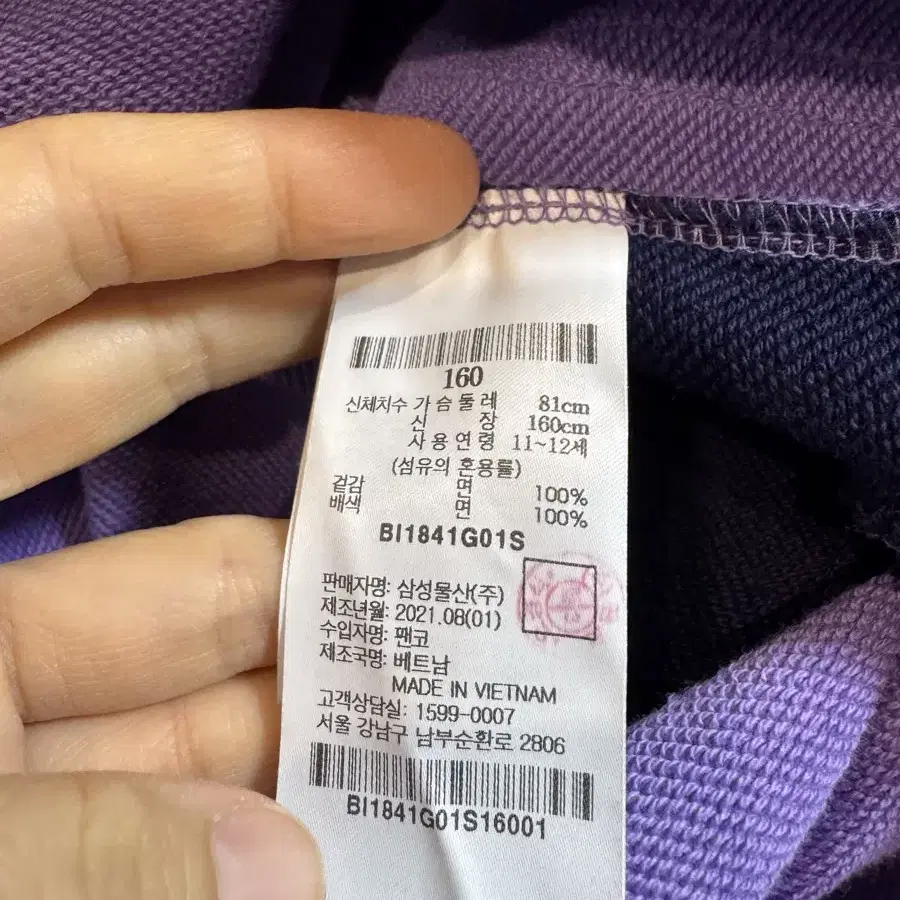 160
신체치수 가 슴 둘 레 81cm
신 장 160cm
사 용 연 령 11~12세
(섬유의 혼용률)
겉감 면 100%
배색 면 100%
BI1841G01S
판매자명: 삼성물산(주)
제조년월: 2021.08(01)
수입자명: 팬코
제조국명: 베트남
MADE IN VIETNAM
고객상담실: 1599-0007
서울 강남구 남부순환로 2806
BI1841G01S16001